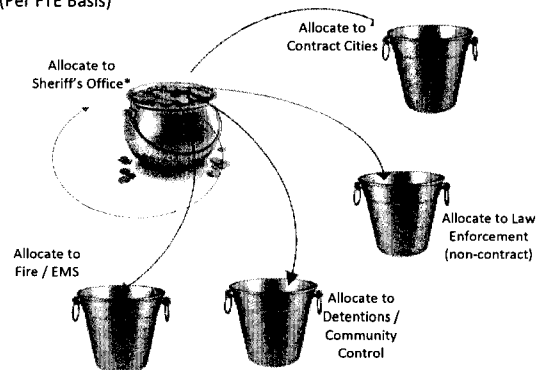 (Per FTE Basis)
Allocate to
Contract Cities
Allocate to
Sheriff's Office*
Allocate to Law
Enforcement
(non-contract)
Allocate to
Fire / EMS
Allocate to
Detentions /
Community
Control